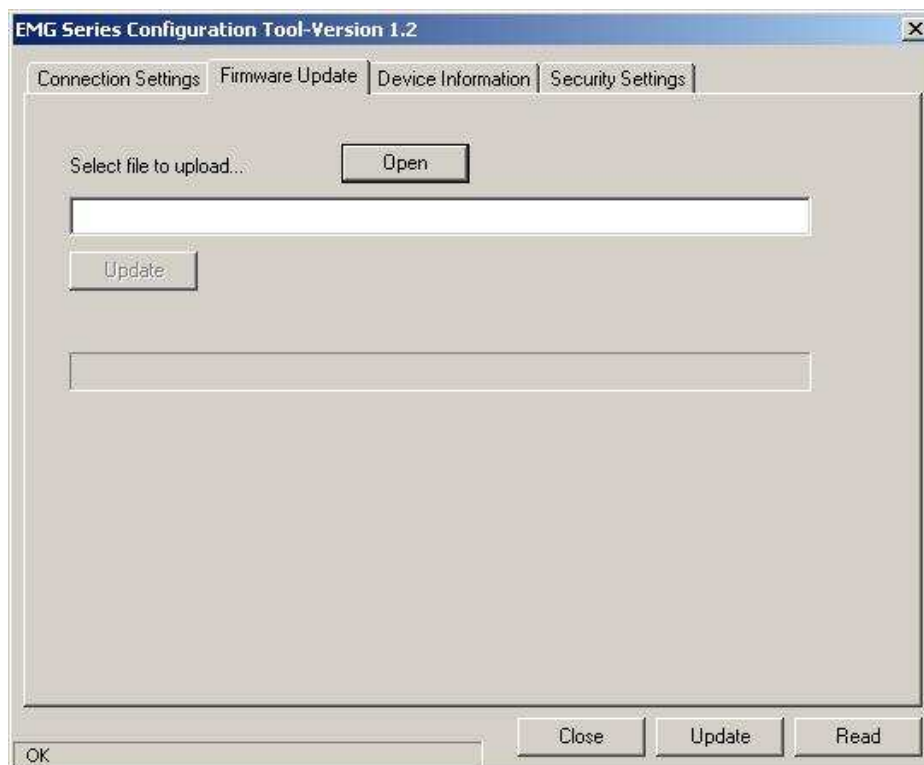 EMG Series Configuration Tool-Version 1.2
Connection Settings Firmware Update Device Information Security Settings
Select file to upload... Open
Update
Close Update Read
OK